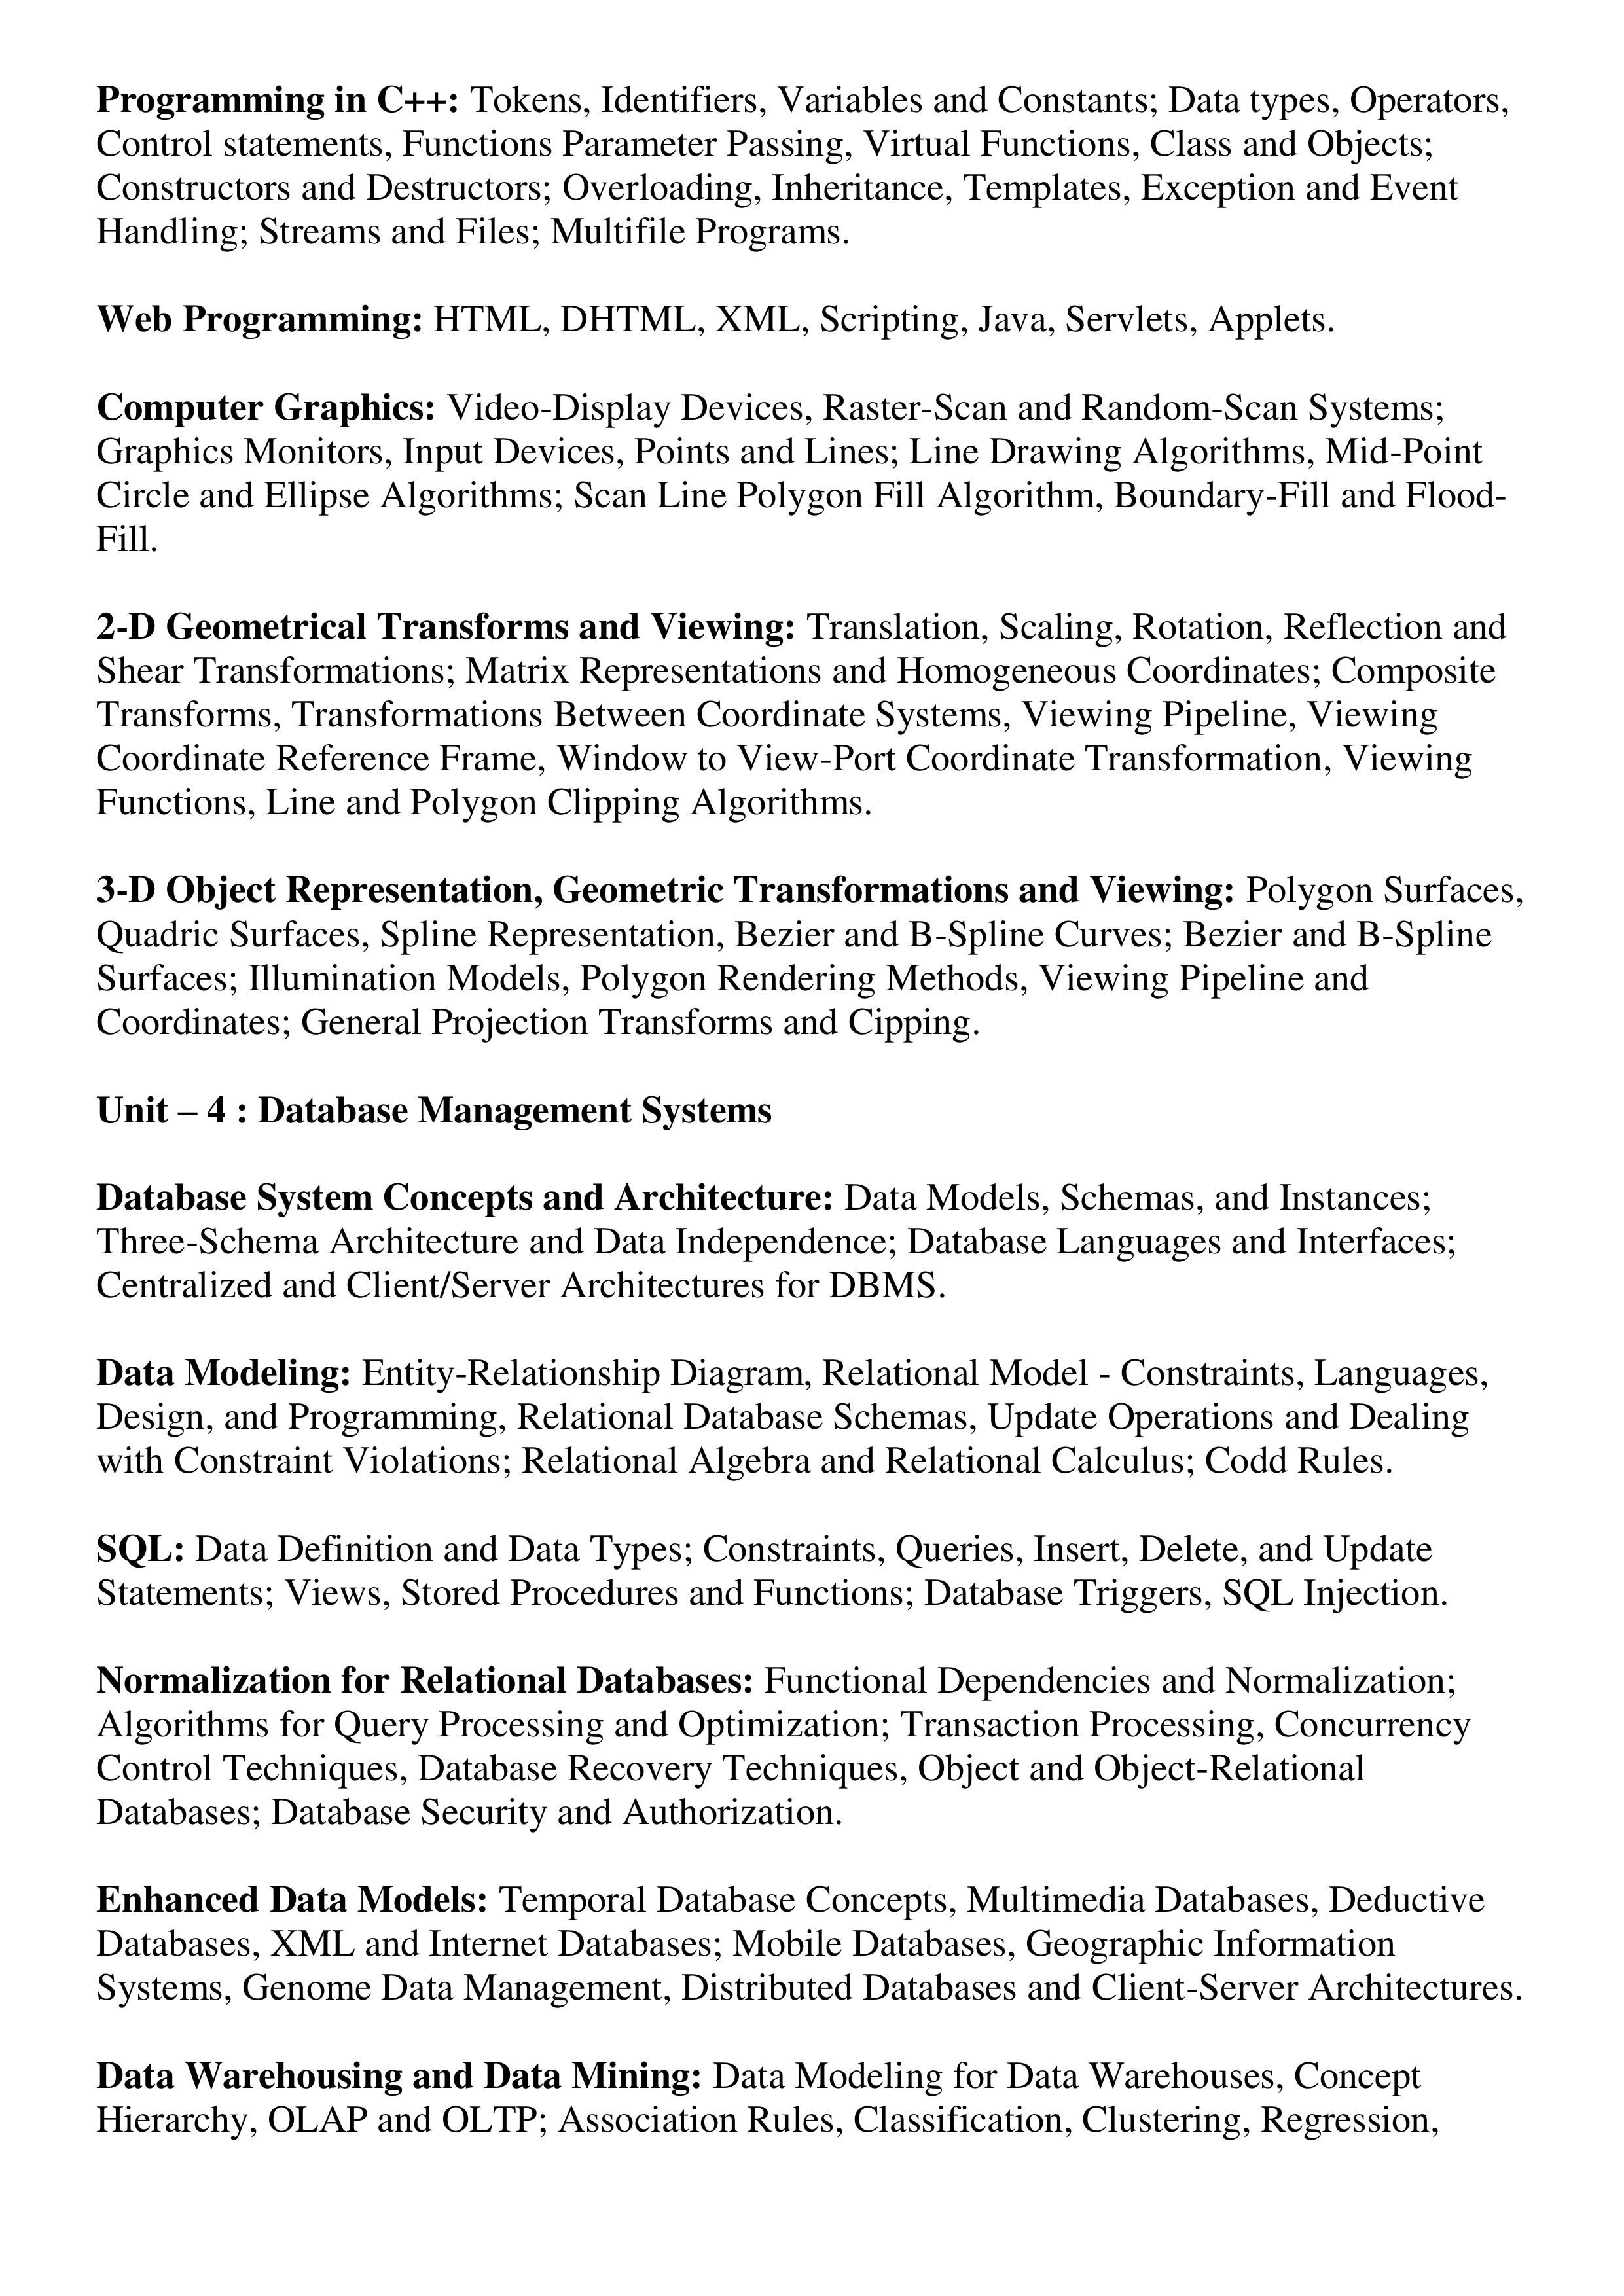 Programming in C++: Tokens, Identifiers, Variables and Constants; Data types, Operators,
Control statements, Functions Parameter Passing, Virtual Functions, Class and Objects;
Constructors and Destructors; Overloading, Inheritance, Templates, Exception and Event
Handling; Streams and Files; Multifile Programs.
Web Programming: HTML, DHTML, XML, Scripting, Java, Servlets, Applets.
Computer Graphics: Video-Display Devices, Raster-Scan and Random-Scan Systems;
Graphics Monitors, Input Devices, Points and Lines; Line Drawing Algorithms, Mid-Point
Circle and Ellipse Algorithms; Scan Line Polygon Fill Algorithm, Boundary-Fill and Flood-
Fill.
2-D Geometrical Transforms and Viewing: Translation, Scaling, Rotation, Reflection and
Shear Transformations; Matrix Representations and Homogeneous Coordinates; Composite
Transforms, Transformations Between Coordinate Systems, Viewing Pipeline, Viewing
Coordinate Reference Frame, Window to View-Port Coordinate Transformation, Viewing
Functions, Line and Polygon Clipping Algorithms.
3-D Object Representation, Geometric Transformations and Viewing: Polygon Surfaces,
Quadric Surfaces, Spline Representation, Bezier and B-Spline Curves; Bezier and B-Spline
Surfaces; Illumination Models, Polygon Rendering Methods, Viewing Pipeline and
Coordinates; General Projection Transforms and Cipping.
Unit – 4 : Database Management Systems
Database System Concepts and Architecture: Data Models, Schemas, and Instances;
Three-Schema Architecture and Data Independence; Database Languages and Interfaces;
Centralized and Client/Server Architectures for DBMS.
Data Modeling: Entity-Relationship Diagram, Relational Model - Constraints, Languages,
Design, and Programming, Relational Database Schemas, Update Operations and Dealing
with Constraint Violations; Relational Algebra and Relational Calculus; Codd Rules.
SQL: Data Definition and Data Types; Constraints, Queries, Insert, Delete, and Update
Statements; Views, Stored Procedures and Functions; Database Triggers, SQL Injection.
Normalization for Relational Databases: Functional Dependencies and Normalization;
Algorithms for Query Processing and Optimization; Transaction Processing, Concurrency
Control Techniques, Database Recovery Techniques, Object and Object-Relational
Databases; Database Security and Authorization.
Enhanced Data Models: Temporal Database Concepts, Multimedia Databases, Deductive
Databases, XML and Internet Databases; Mobile Databases, Geographic Information
Systems, Genome Data Management, Distributed Databases and Client-Server Architectures.
Data Warehousing and Data Mining: Data Modeling for Data Warehouses, Concept
Hierarchy, OLAP and OLTP; Association Rules, Classification, Clustering, Regression,